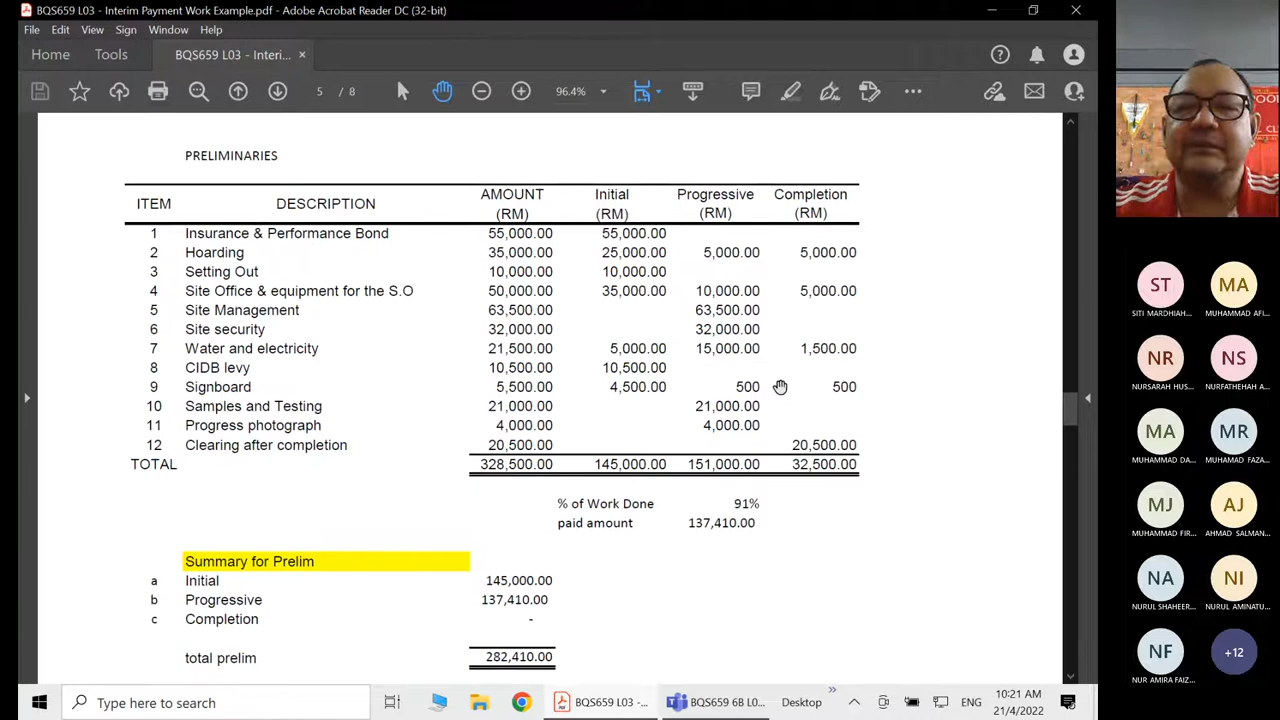 BQS659 L03 - Interim Payment Work Example.pdf - Adobe Acrobat Reader DC (32-bit)
File Edit View Sign Window Help
Home Tools BQS659 L03 - Interi... ×
5 / 8 96.4%
PRELIMINARIES
ITEM DESCRIPTION AMOUNT (RM) Initial (RM) Progressive (RM) Completion (RM)
1 Insurance & Performance Bond 55,000.00 55,000.00
2 Hoarding 35,000.00 25,000.00 5,000.00 5,000.00
3 Setting Out 10,000.00 10,000.00
4 Site Office & equipment for the S.O 50,000.00 35,000.00 10,000.00 5,000.00
5 Site Management 63,500.00 63,500.00
6 Site security 32,000.00 32,000.00
7 Water and electricity 21,500.00 5,000.00 15,000.00 1,500.00
8 CIDB levy 10,500.00 10,500.00
9 Signboard 5,500.00 4,500.00 500 500
10 Samples and Testing 21,000.00 21,000.00
11 Progress photograph 4,000.00 4,000.00
12 Clearing after completion 20,500.00 20,500.00
TOTAL 328,500.00 145,000.00 151,000.00 32,500.00
% of Work Done 91%
paid amount 137,410.00
Summary for Prelim
a Initial 145,000.00
b Progressive 137,410.00
c Completion -
total prelim 282,410.00
ST MA
SITI MARDHIAH... MUHAMMAD AFI...
NR NS
NURSARAH HUS... NURFATHEHAH A...
MA MR
MUHAMMAD DA... MUHAMAD FAZA...
MJ AJ
MUHAMMAD FIR... AHMAD SALMAN...
NA NI
NURUL SHAHEER... NURUL AMINATU...
NF +12
NUR AMIRA FAIZ...
Type here to search
BQS659 L03 -... BQS659 6B L0... Desktop » ENG
10:21 AM
21/4/2022